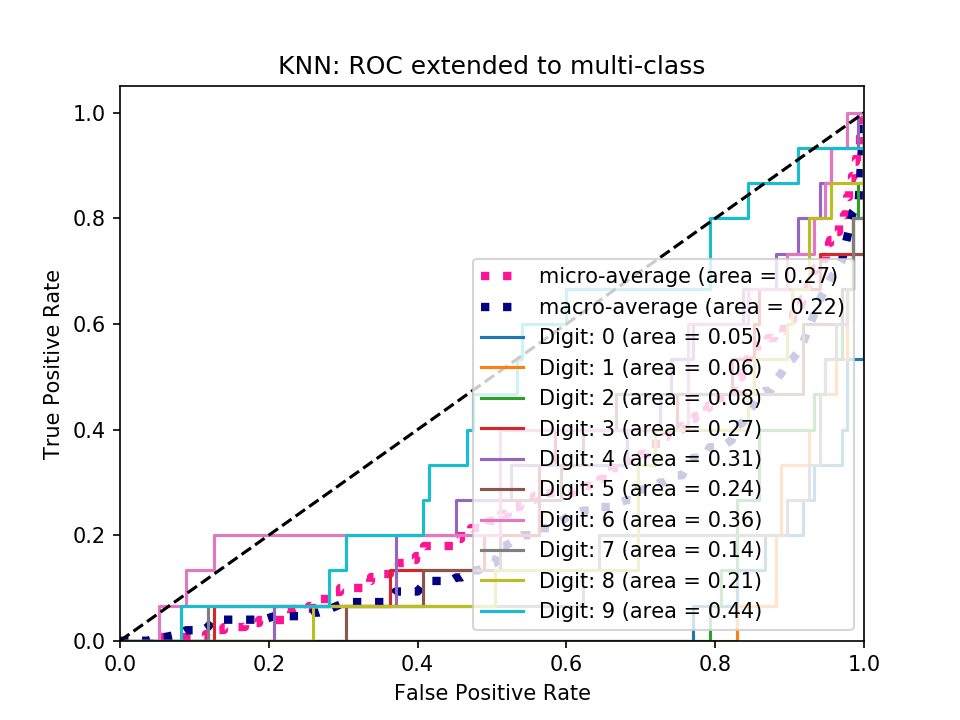 KNN: ROC extended to multi-class
True Positive Rate
1.0
0.8
0.6
0.4
0.2
0.0
micro-average (area = 0.27)
macro-average (area = 0.22)
Digit: 0 (area = 0.05)
Digit: 1 (area = 0.06)
Digit: 2 (area = 0.08)
Digit: 3 (area = 0.27)
Digit: 4 (area = 0.31)
Digit: 5 (area = 0.24)
Digit: 6 (area = 0.36)
Digit: 7 (area = 0.14)
Digit: 8 (area = 0.21)
Digit: 9 (area = 0.44)
0.0 0.2 0.4 0.6 0.8 1.0
False Positive Rate